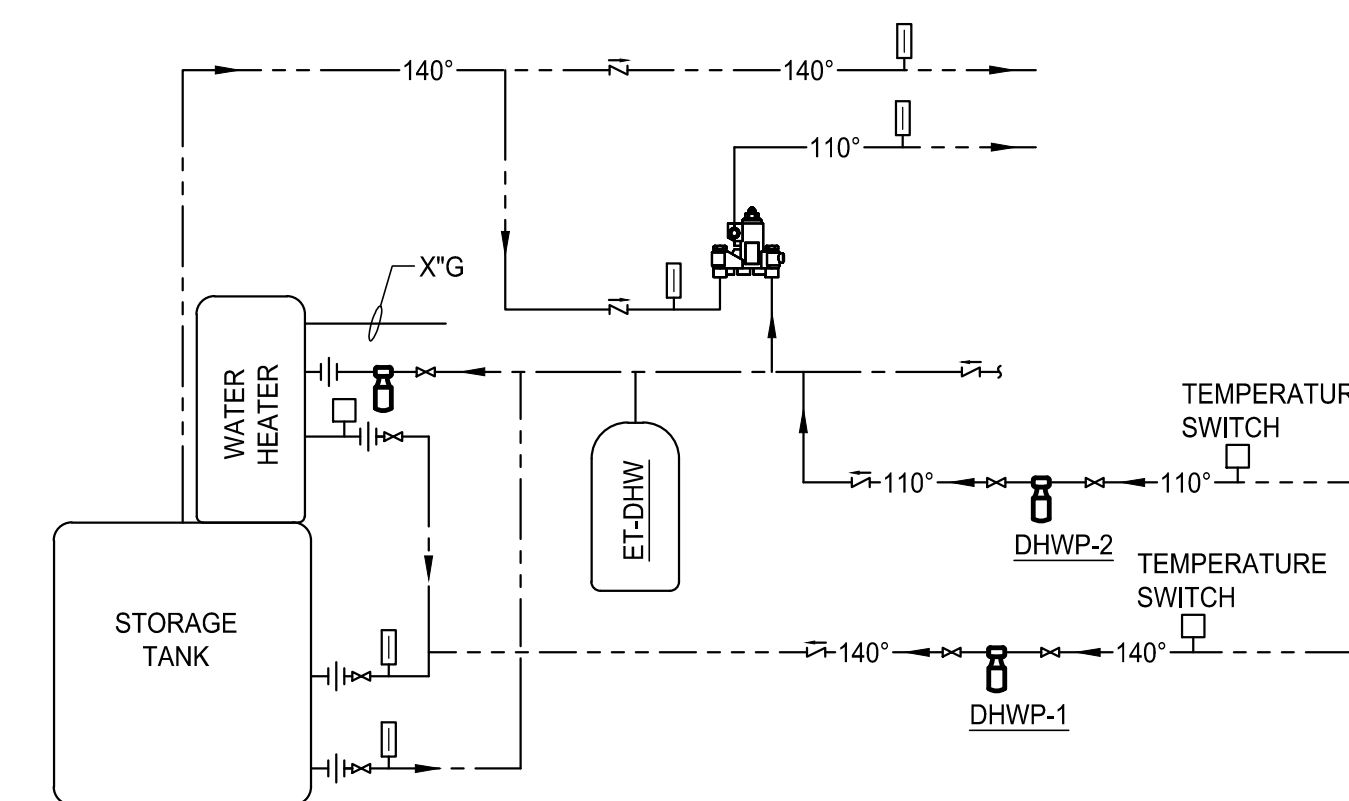 140°
140°
110°
X"G
WATER
HEATER
TEMPERATUR
SWITCH
ET-DHW
110°
110°
DHWP-2
TEMPERATURE
SWITCH
STORAGE
TANK
140°
140°
DHWP-1